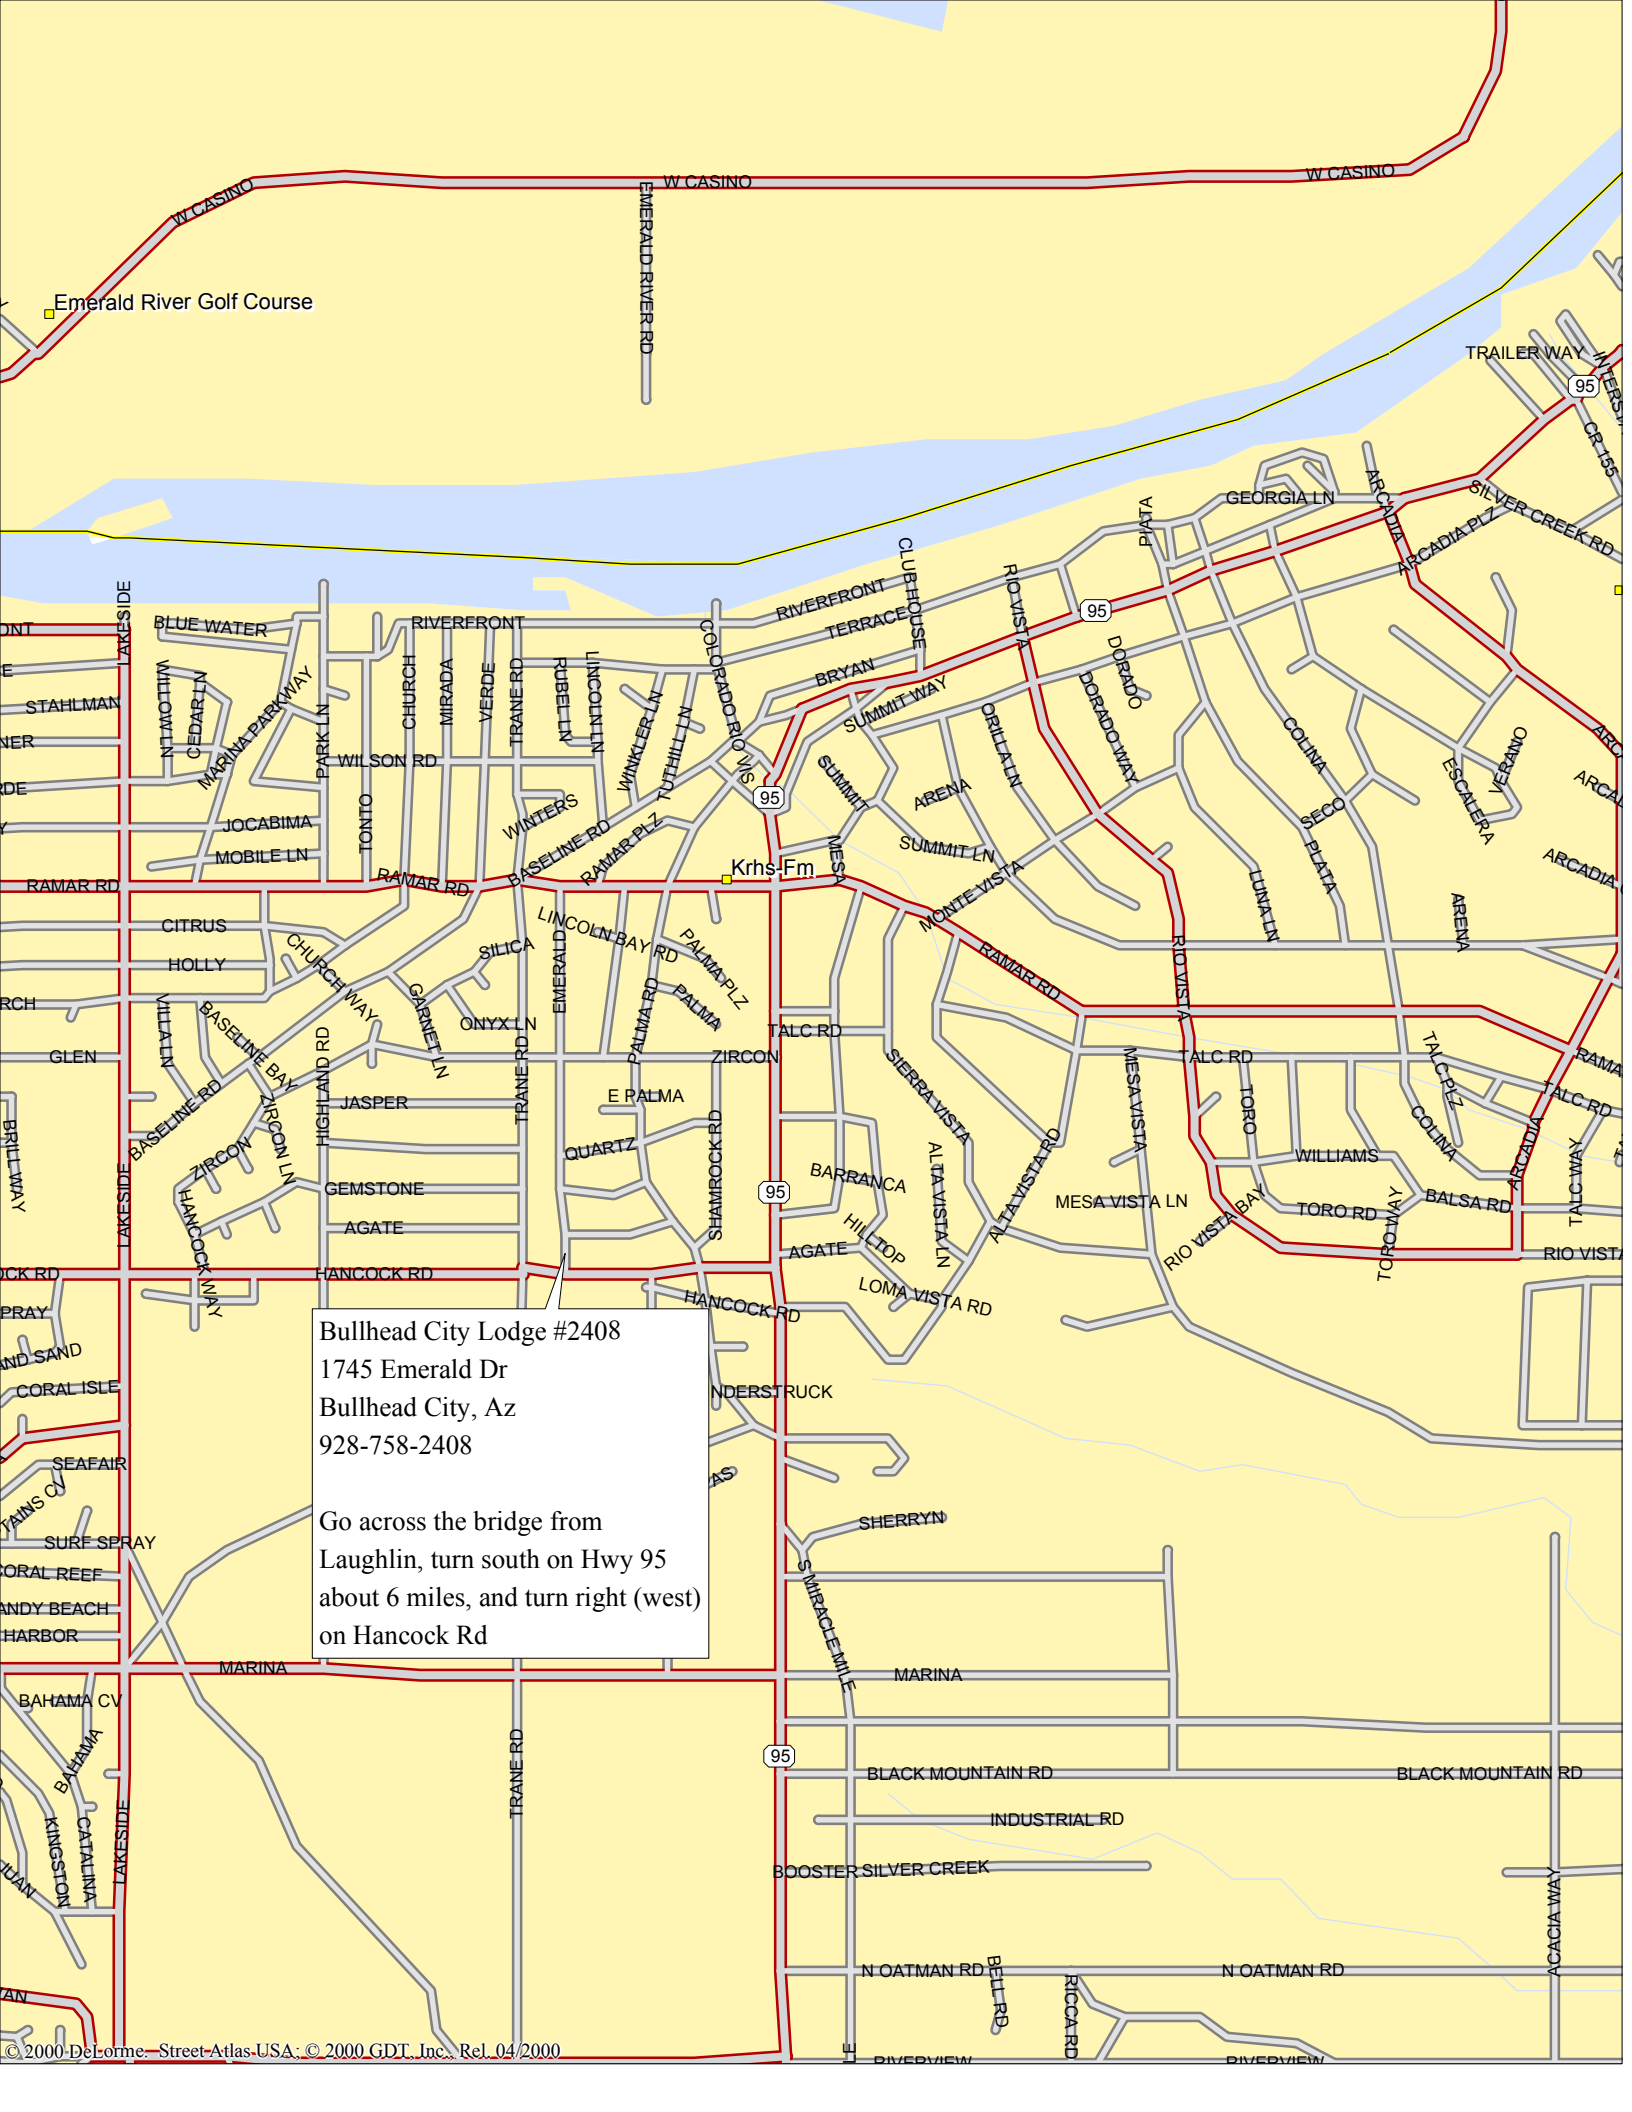 W CASINO
W CASINO
W CASINO
EMERALD RIVER RD
Emerald River Golf Course
TRAILER WAY
95
CR 155
ARCADIA
GEORGIA LN
SILVER CREEK RD
ARCADIA PLZ
PIATA
CLUB HOUSE
RIO VISTA
95
LAKESIDE
BLUE WATER
RIVERFRONT
RIVERFRONT
TERRACE
BRYAN
COLORADO RIO VIS
DORADO
DORADO WAY
STAHLMAN
WILLOW LN
CEDAR LN
MARINA PARKWAY
PARK LN
CHURCH
MIRADA
VERDE
TRANE RD
RUBEL LN
LINCOLN LN
WINKLER LN
TUTHILL LN
SUMMIT WAY
ORILLA LN
COLINA
VERANO
ESCALERA
WILSON RD
TONTO
WINTERS
BASELINE RD
RAMAR PLZ
95
SUMMIT
ARENA
SECO
JOCABIMA
MOBILE LN
SUMMIT LN
MESA
MONTE VISTA
PLATA
LUNA LN
ARENA
ARCADIA
Krhs-Fm
RAMAR RD
RAMAR RD
CITRUS
HOLLY
CHURCH WAY
SILICA
LINCOLN BAY RD
PALMA PLZ
EMERALD
RAMAR RD
RIO VISTA
VILLA LN
BASELINE BAY
GARNET LN
ONYX LN
PALMA RD
PALMA
TALC RD
GLEN
HIGHLAND RD
TRANE RD
ZIRCON
SIERRA VISTA
MESA VISTA
TALC RD
TORO
TALC PLZ
TALC RD
BASELINE RD
ZIRCON LN
JASPER
E PALMA
COLINA
BRILL WAY
ZIRCON
QUARTZ
SHAMROCK RD
ALTA VISTA LN
ALTA VISTA RD
WILLIAMS
ARCADIA
TALC WAY
LAKESIDE
HANCOCK WAY
GEMSTONE
95
BARRANCA
MESA VISTA LN
RIO VISTA BAY
TORO RD
TORO WAY
BALSA RD
AGATE
HILLTOP
AGATE
RIO VISTA
HANCOCK RD
LOMA VISTA RD
HANCOCK RD
Bullhead City Lodge #2408
1745 Emerald Dr
Bullhead City, Az
928-758-2408
Go across the bridge from
Laughlin, turn south on Hwy 95
about 6 miles, and turn right (west)
on Hancock Rd
CORAL ISLE
NDERSTRUCK
SEAFAIR
AS
SURF SPRAY
SHERRYN
CORAL REEF
ANDY BEACH
HARBOR
S MIRACLE MILE
MARINA
MARINA
BAHAMA CV
BAHAMA
TRANE RD
95
BLACK MOUNTAIN RD
BLACK MOUNTAIN RD
KINGSTON
CATALINA
LAKESIDE
INDUSTRIAL RD
BOOSTER SILVER CREEK
ACACIA WAY
N OATMAN RD
BELL RD
RICCA RD
N OATMAN RD
© 2000 DeLorme. Street Atlas USA; © 2000 GDT, Inc., Rel. 04/2000
RIVERVIEW
RIVERVIEW